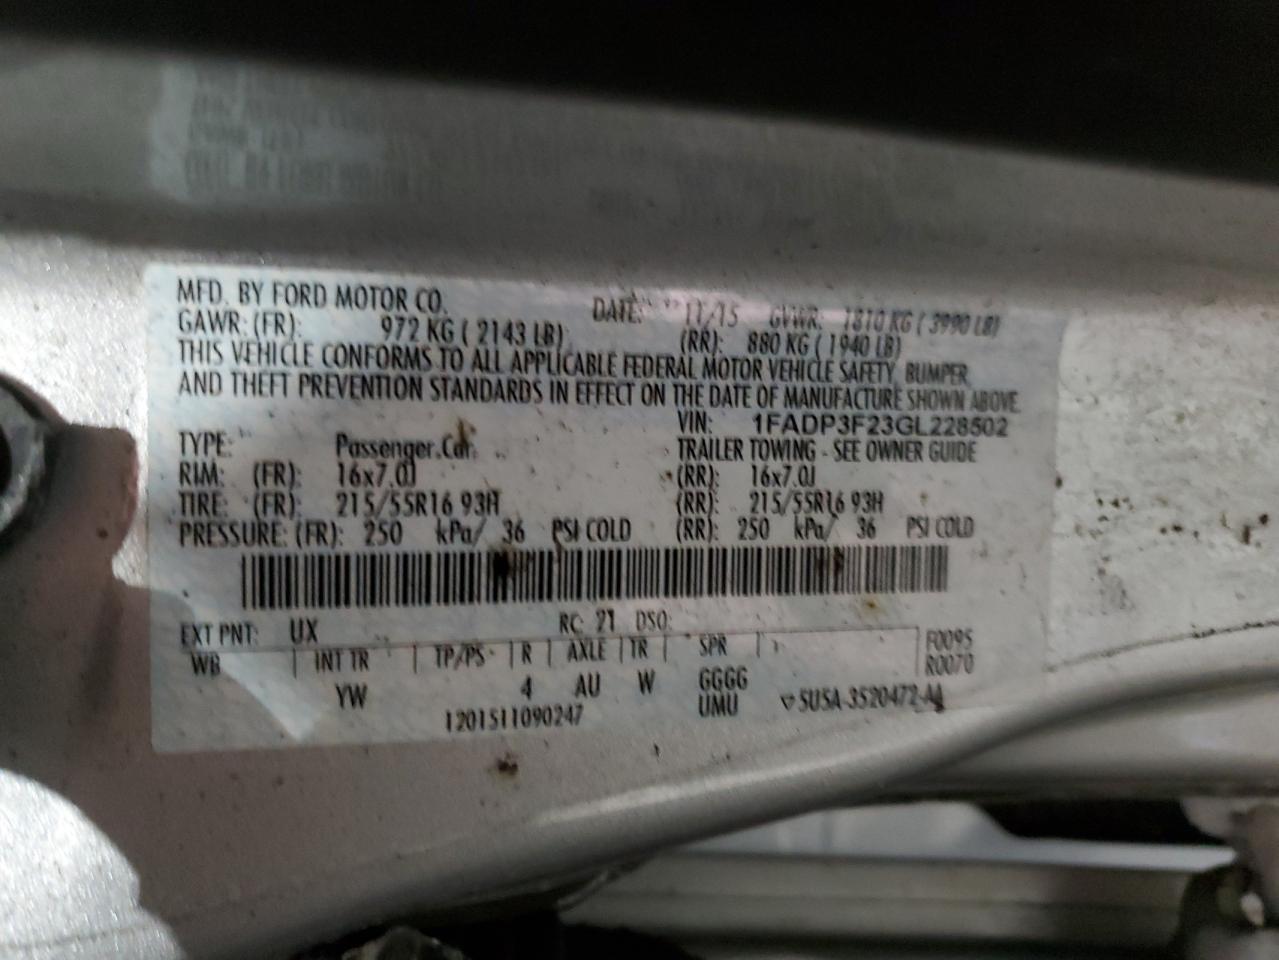 MFD. BY FORD MOTOR CO. DATE: 11/15 GVWR: 1810 KG ( 3990 LB)
GAWR: (FR): 972 KG ( 2143 LB) (RR): 880 KG ( 1940 LB)
THIS VEHICLE CONFORMS TO ALL APPLICABLE FEDERAL MOTOR VEHICLE SAFETY, BUMPER,
AND THEFT PREVENTION STANDARDS IN EFFECT ON THE DATE OF MANUFACTURE SHOWN ABOVE.
VIN: 1FADP3F23GL228502
TYPE: Passenger Car TRAILER TOWING - SEE OWNER GUIDE
RIM: (FR): 16x7.0J (RR): 16x7.0J
TIRE: (FR): 215/55R16 93H (RR): 215/55R16 93H
PRESSURE: (FR): 250 kPa/ 36 PSI COLD (RR): 250 kPa/ 36 PSI COLD
EXT PNT: UX RC: 21 DSO:
WB | INT TR | TP/PS | R | AXLE | TR | SPR F0095
R0070
YW 4 AU W GGGG
UMU 5U5A-3520472-AA
1201511090247